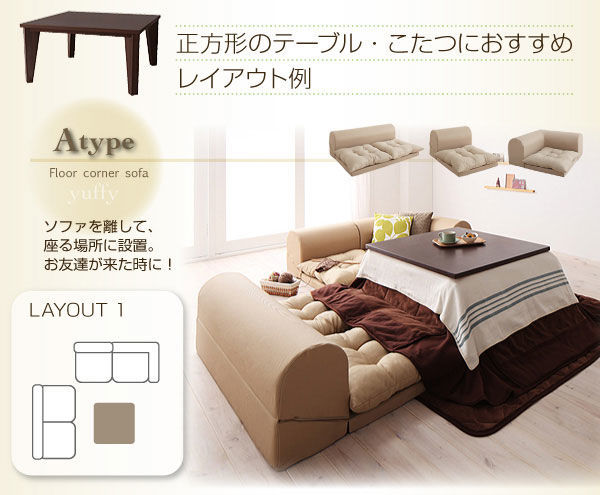 正方形のテーブル・こたつにおすすめ
レイアウト例
Atype
Floor corner sofa
yuffy
ソファを離して、
座る場所に設置。
お友達が来た時に！
LAYOUT 1